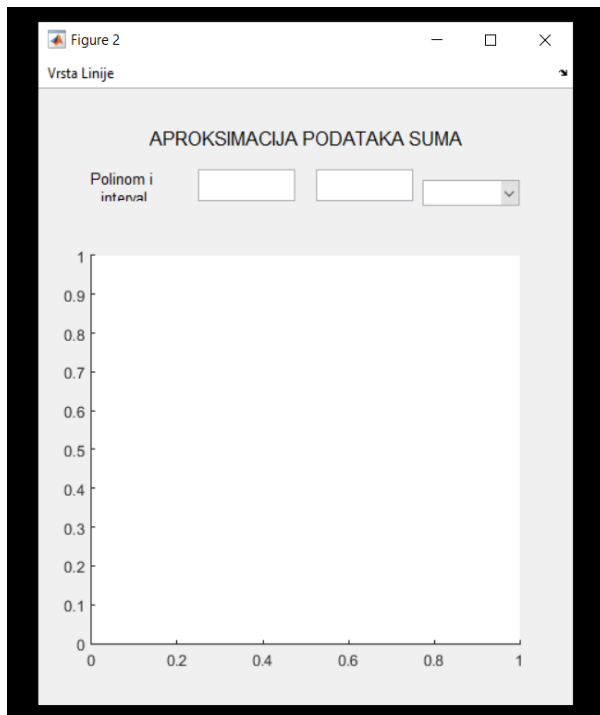 Figure 2
Vrsta Linije
APROKSIMACIJA PODATAKA SUMA
Polinom i
interval
1
0.9
0.8
0.7
0.6
0.5
0.4
0.3
0.2
0.1
0
0 0.2 0.4 0.6 0.8 1